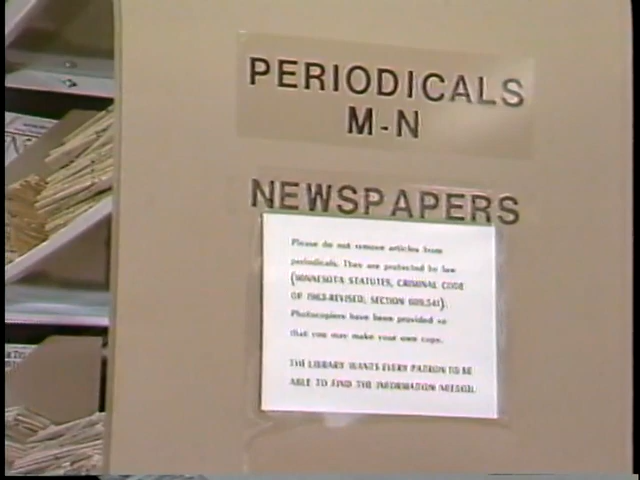 PERIODICALS
M-N
NEWSPAPERS
Please do not remove articles from
periodicals. They are protected by law
(MINNESOTA STATUTES, CRIMINAL CODE
OF 1963-REVISED, SECTION 609.541).
Photocopiers have been provided so
that you may make your own copy.
THE LIBRARY WANTS EVERY PATRON TO BE
ABLE TO FIND THE INFORMATION NEEDED.